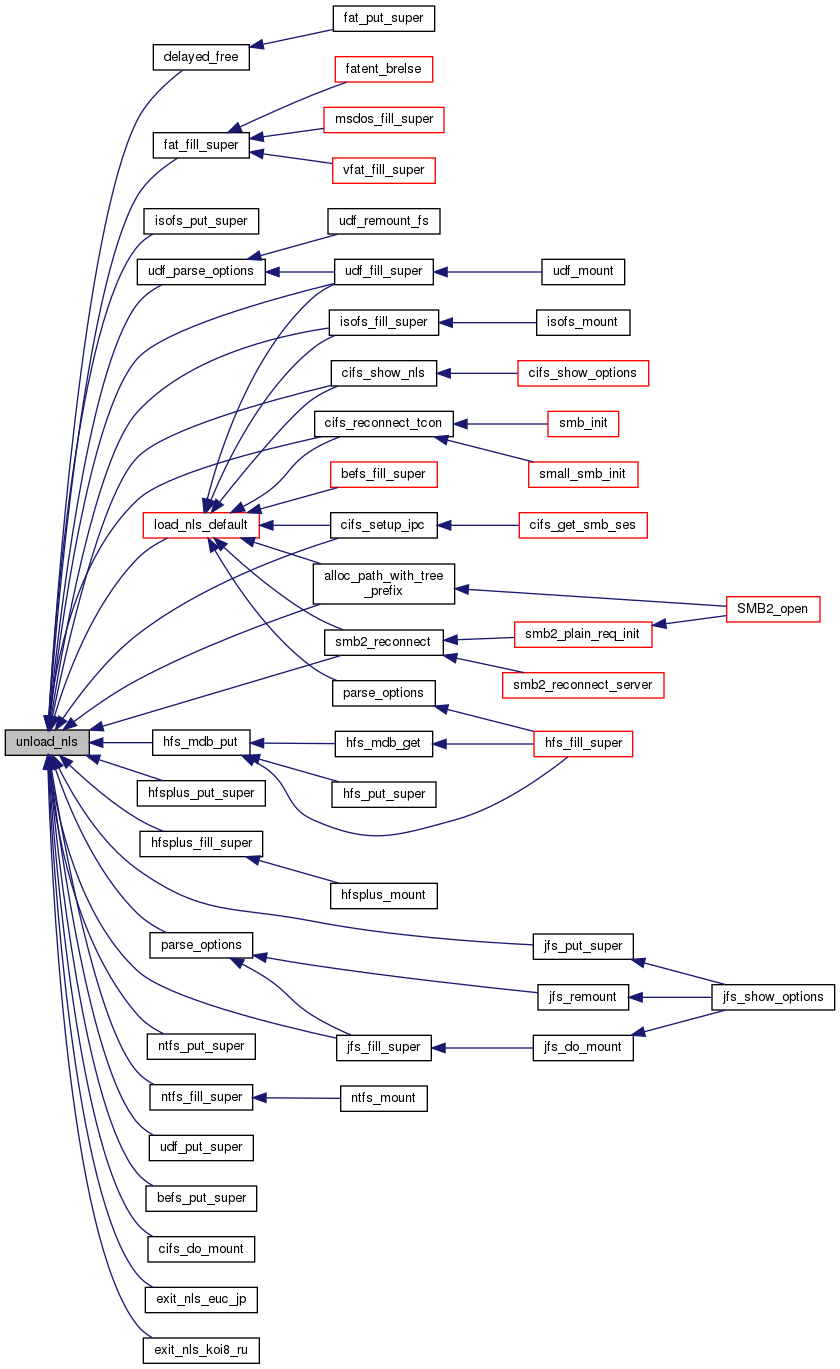 fat_put_super
delayed_free
fatent_brelse
msdos_fill_super
fat_fill_super
vfat_fill_super
isofs_put_super
udf_remount_fs
udf_parse_options
udf_fill_super
udf_mount
isofs_fill_super
isofs_mount
cifs_show_nls
cifs_show_options
cifs_reconnect_tcon
smb_init
befs_fill_super
small_smb_init
load_nls_default
cifs_setup_ipc
cifs_get_smb_ses
alloc_path_with_tree
_prefix
SMB2_open
smb2_reconnect
smb2_plain_req_init
smb2_reconnect_server
parse_options
unload_nls
hfs_mdb_put
hfs_mdb_get
hfs_fill_super
hfsplus_put_super
hfs_put_super
hfsplus_fill_super
hfsplus_mount
parse_options
jfs_put_super
jfs_remount
jfs_show_options
ntfs_put_super
jfs_fill_super
jfs_do_mount
ntfs_fill_super
ntfs_mount
udf_put_super
befs_put_super
cifs_do_mount
exit_nls_euc_jp
exit_nls_koi8_ru